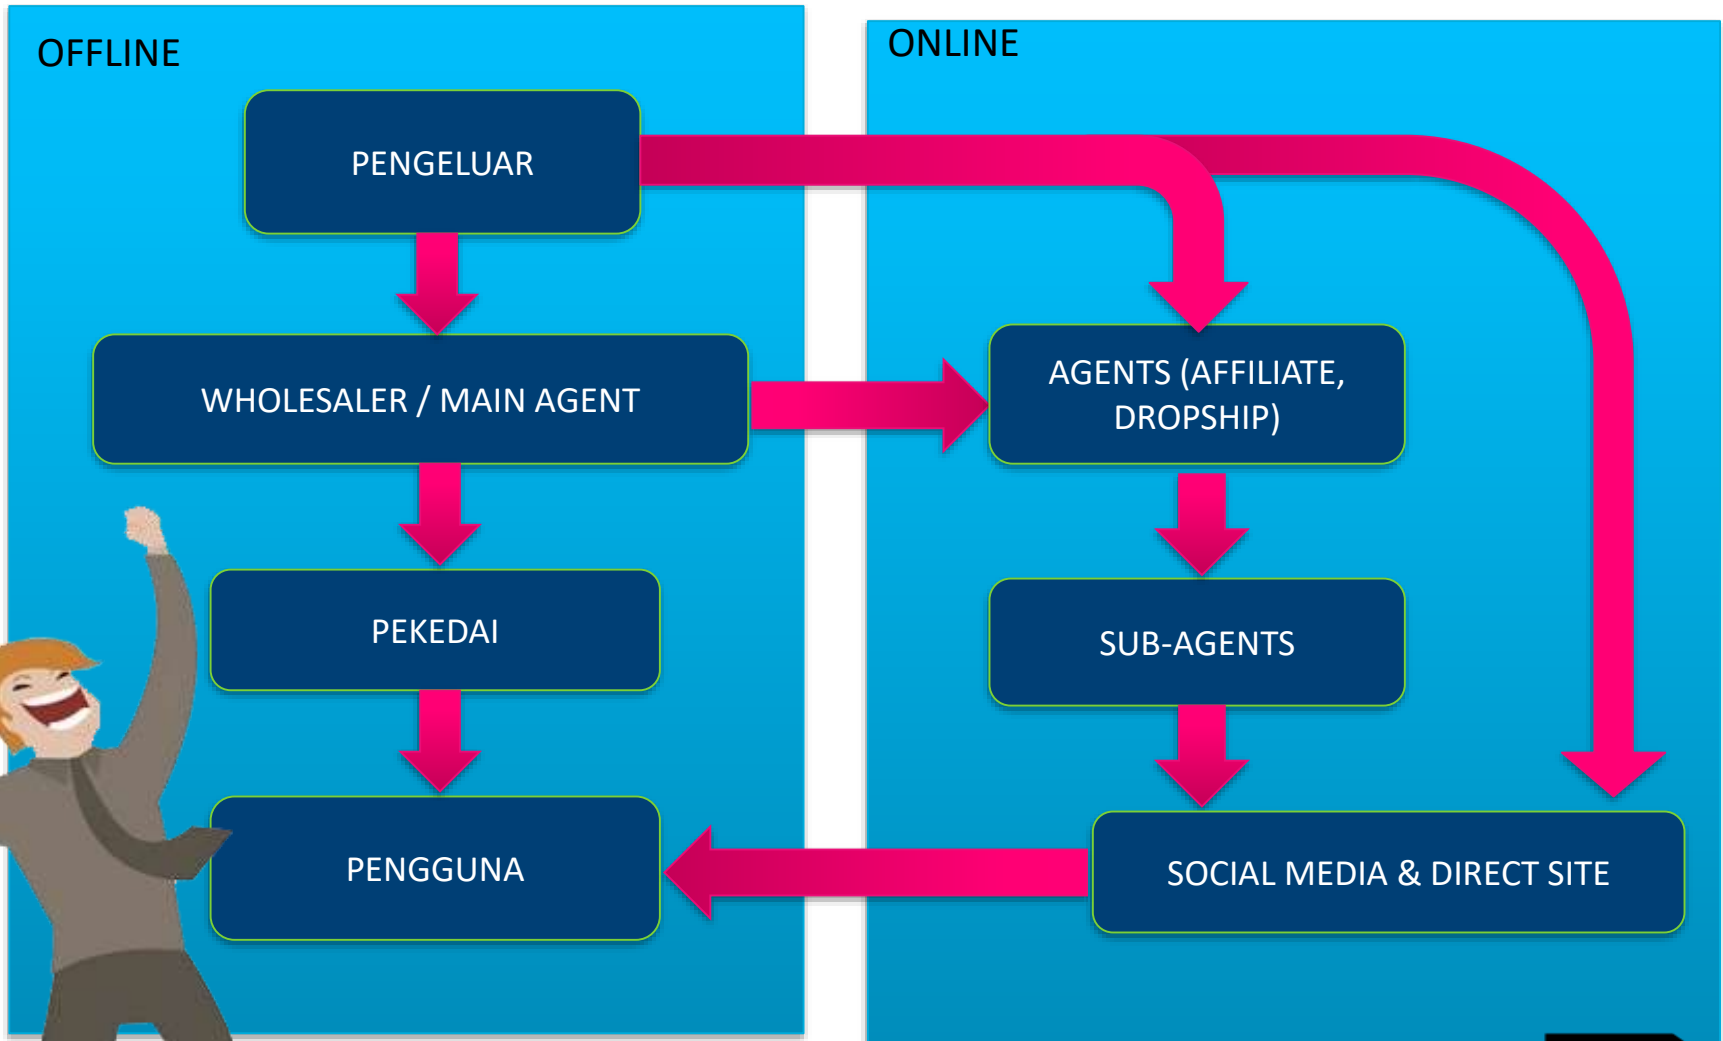 OFFLINE
PENGELUAR
WHOLESALER / MAIN AGENT
PEKEDAI
PENGGUNA
ONLINE
AGENTS (AFFILIATE,
DROPSHIP)
SUB-AGENTS
SOCIAL MEDIA & DIRECT SITE